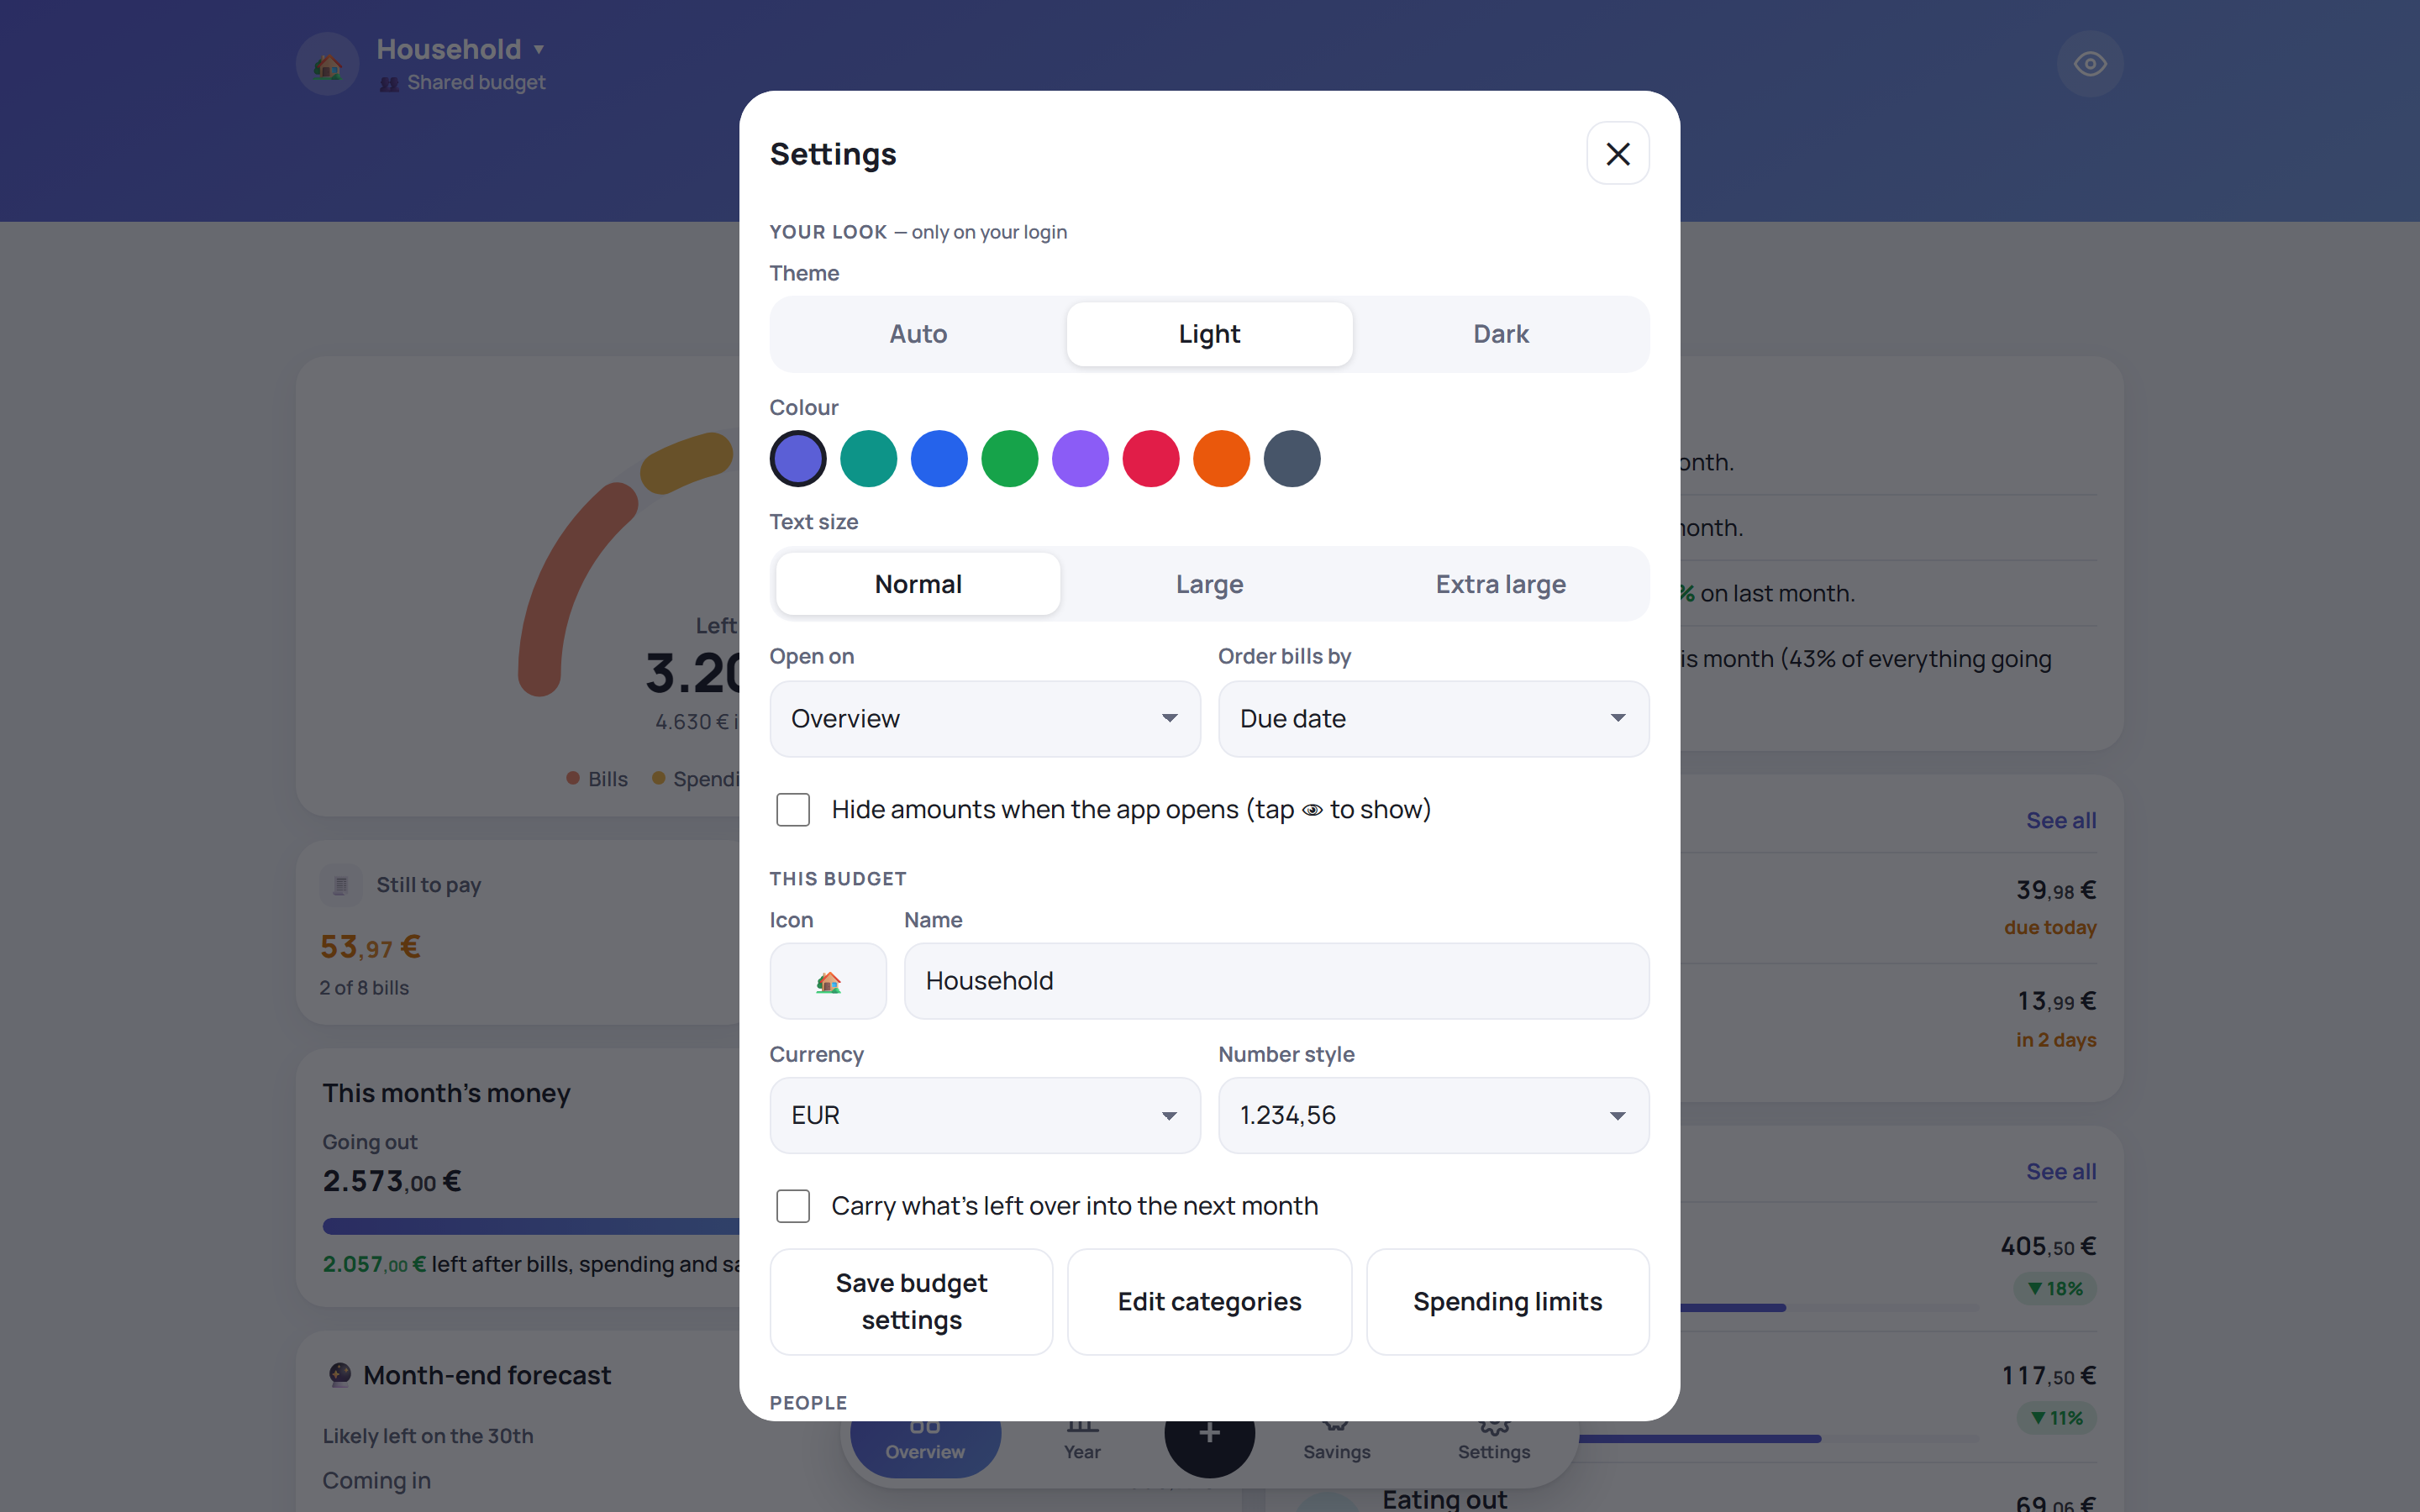 Household ▼
Shared budget
Settings
YOUR LOOK – only on your login
Theme
Auto
Light
Dark
Colour
Text size
Normal
Large
Extra large
Open on
Order bills by
Overview
Due date
Hide amounts when the app opens (tap 👁 to show)
THIS BUDGET
Icon
Name
Household
Currency
Number style
EUR
1.234,56
Carry what's left over into the next month
Save budget
settings
Edit categories
Spending limits
PEOPLE
Left
3.20
4.630 €
Bills
Still to pay
53,97 €
2 of 8 bills
This month's money
Going out
2.573,00 €
2.057,00 € left after bills, spending and
Month-end forecast
Likely left on the 30th
Coming in
month.
% on last month.
is month (43% of everything going
See all
39,98 €
due today
13,99 €
in 2 days
See all
405,50 €
▼ 18%
117,50 €
▼ 11%
Eating out
69,06 €
Overview
Year
+
Savings
Settings